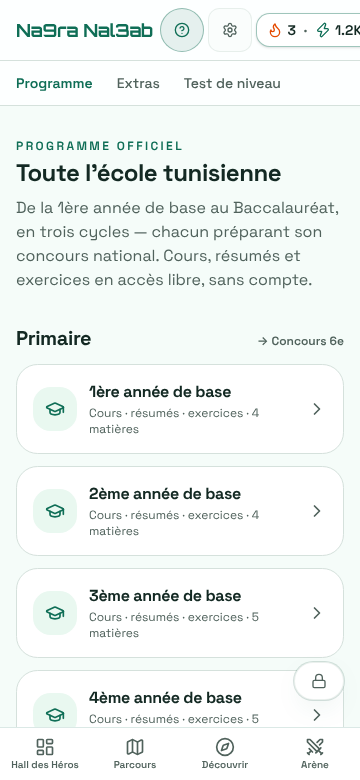 Na9ra Nal3ab
3 · 1.2K
Programme Extras Test de niveau
PROGRAMME OFFICIEL
Toute l'école tunisienne
De la 1ère année de base au Baccalauréat,
en trois cycles — chacun préparant son
concours national. Cours, résumés et
exercices en accès libre, sans compte.
Primaire
→ Concours 6e
1ère année de base
Cours · résumés · exercices · 4
matières
2ème année de base
Cours · résumés · exercices · 4
matières
3ème année de base
Cours · résumés · exercices · 5
matières
4ème année de base
Cours · résumés · exercices · 5
Hall des Héros Parcours Découvrir Arène